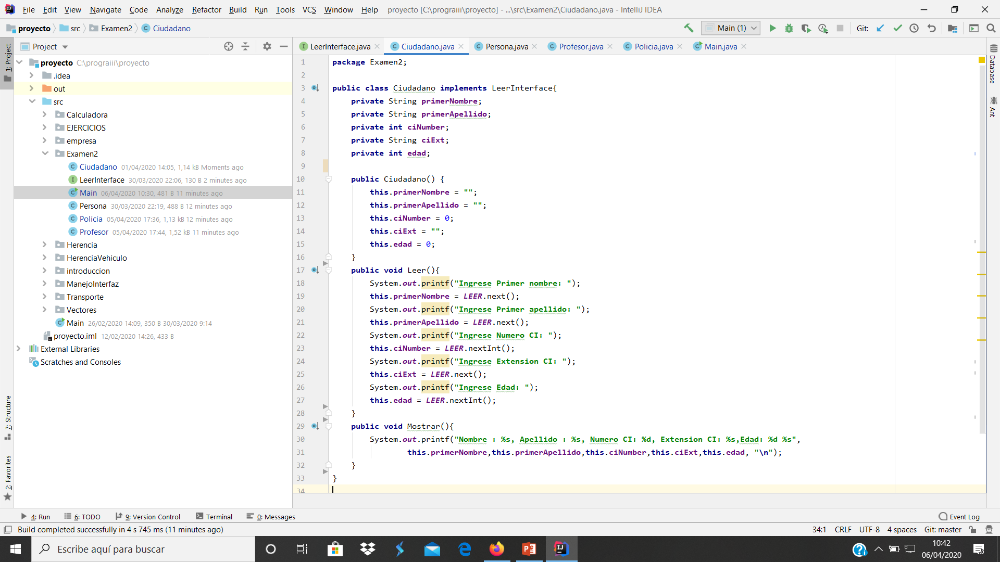 File Edit View Navigate Code Analyze Refactor Build Run Tools VCS Window Help proyecto [C:\prograiii\proyecto] - ...\src\Examen2\Ciudadano.java - IntelliJ IDEA
proyecto src Examen2 Ciudadano Main (1) Git:
Project
LeerInterface.java Ciudadano.java Persona.java Profesor.java Policia.java Main.java
1: Project
7: Structure
2: Favorites
Database
Ant
proyecto C:\prograiii\proyecto
.idea
out
src
Calculadora
EJERCICIOS
empresa
Examen2
Ciudadano 01/04/2020 14:05, 1,14 kB Moments ago
LeerInterface 30/03/2020 22:06, 130 B 2 minutes ago
Main 06/04/2020 10:30, 481 B 11 minutes ago
Persona 30/03/2020 22:19, 488 B 12 minutes ago
Policia 05/04/2020 17:36, 1,13 kB 12 minutes ago
Profesor 05/04/2020 17:44, 1,52 kB 11 minutes ago
Herencia
HerenciaVehiculo
introduccion
ManejoInterfaz
Transporte
Vectores
Main 26/02/2020 14:09, 350 B 30/03/2020 9:14
proyecto.iml 12/02/2020 14:26, 433 B
External Libraries
Scratches and Consoles
1 package Examen2;
2
3 public class Ciudadano implements LeerInterface{
4 private String primerNombre;
5 private String primerApellido;
6 private int ciNumber;
7 private String ciExt;
8 private int edad;
9
10 public Ciudadano() {
11 this.primerNombre = "";
12 this.primerApellido = "";
13 this.ciNumber = 0;
14 this.ciExt = "";
15 this.edad = 0;
16 }
17 public void Leer(){
18 System.out.printf("Ingrese Primer nombre: ");
19 this.primerNombre = LEER.next();
20 System.out.printf("Ingrese Primer apellido: ");
21 this.primerApellido = LEER.next();
22 System.out.printf("Ingrese Numero CI: ");
23 this.ciNumber = LEER.nextInt();
24 System.out.printf("Ingrese Extension CI: ");
25 this.ciExt = LEER.next();
26 System.out.printf("Ingrese Edad: ");
27 this.edad = LEER.nextInt();
28 }
29 public void Mostrar(){
30 System.out.printf("Nombre : %s, Apellido : %s, Numero CI: %d, Extension CI: %s,Edad: %d %s",
31 this.primerNombre,this.primerApellido,this.ciNumber,this.ciExt,this.edad, "\n");
32 }
33 }
34
4: Run 6: TODO 9: Version Control Terminal 0: Messages Event Log
Build completed successfully in 4 s 745 ms (11 minutes ago) 34:1 CRLF UTF-8 4 spaces Git: master
Escribe aquí para buscar
10:42
06/04/2020